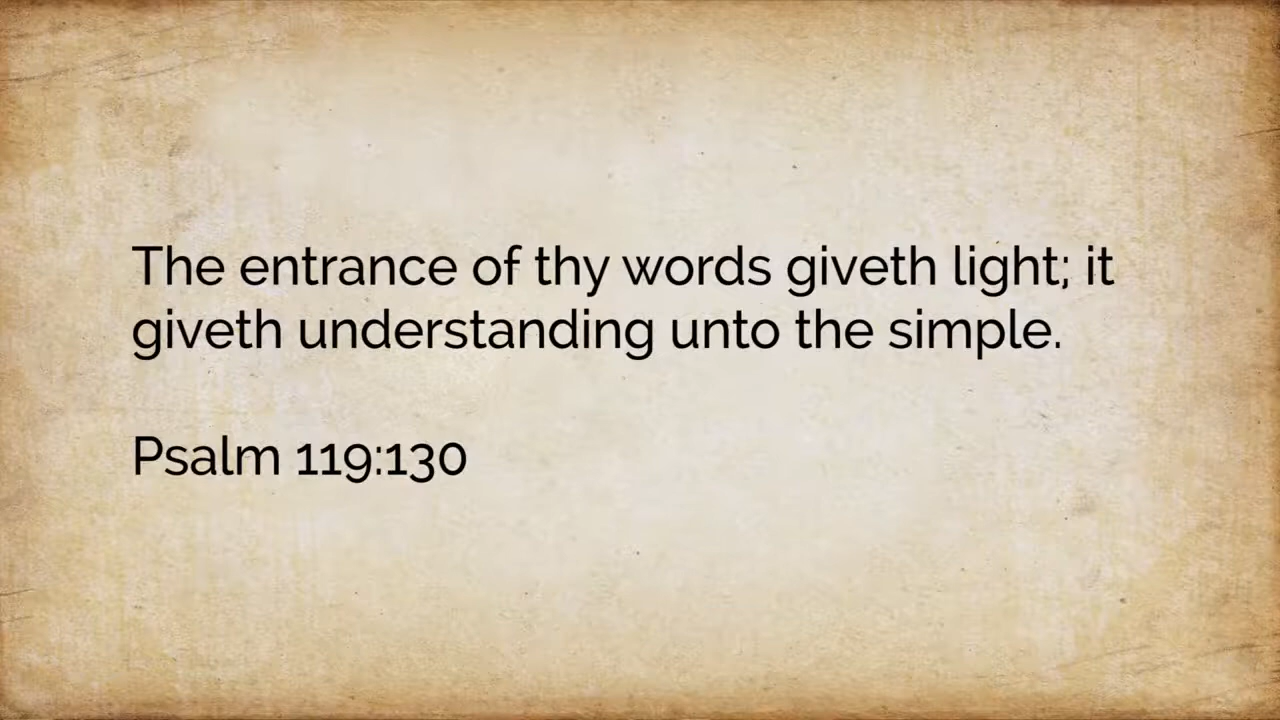 The entrance of thy words giveth light; it
giveth understanding unto the simple.
Psalm 119:130